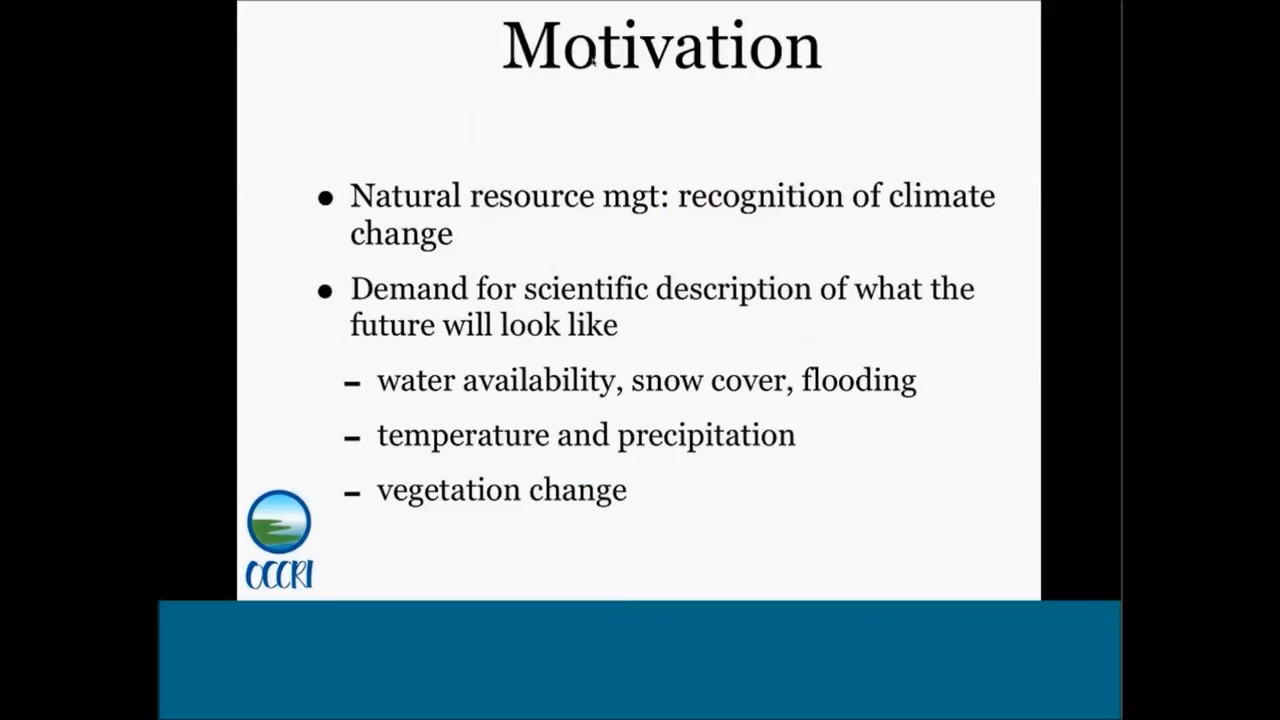 Motivation
• Natural resource mgt: recognition of climate
change
• Demand for scientific description of what the
future will look like
– water availability, snow cover, flooding
– temperature and precipitation
– vegetation change
OCCRI